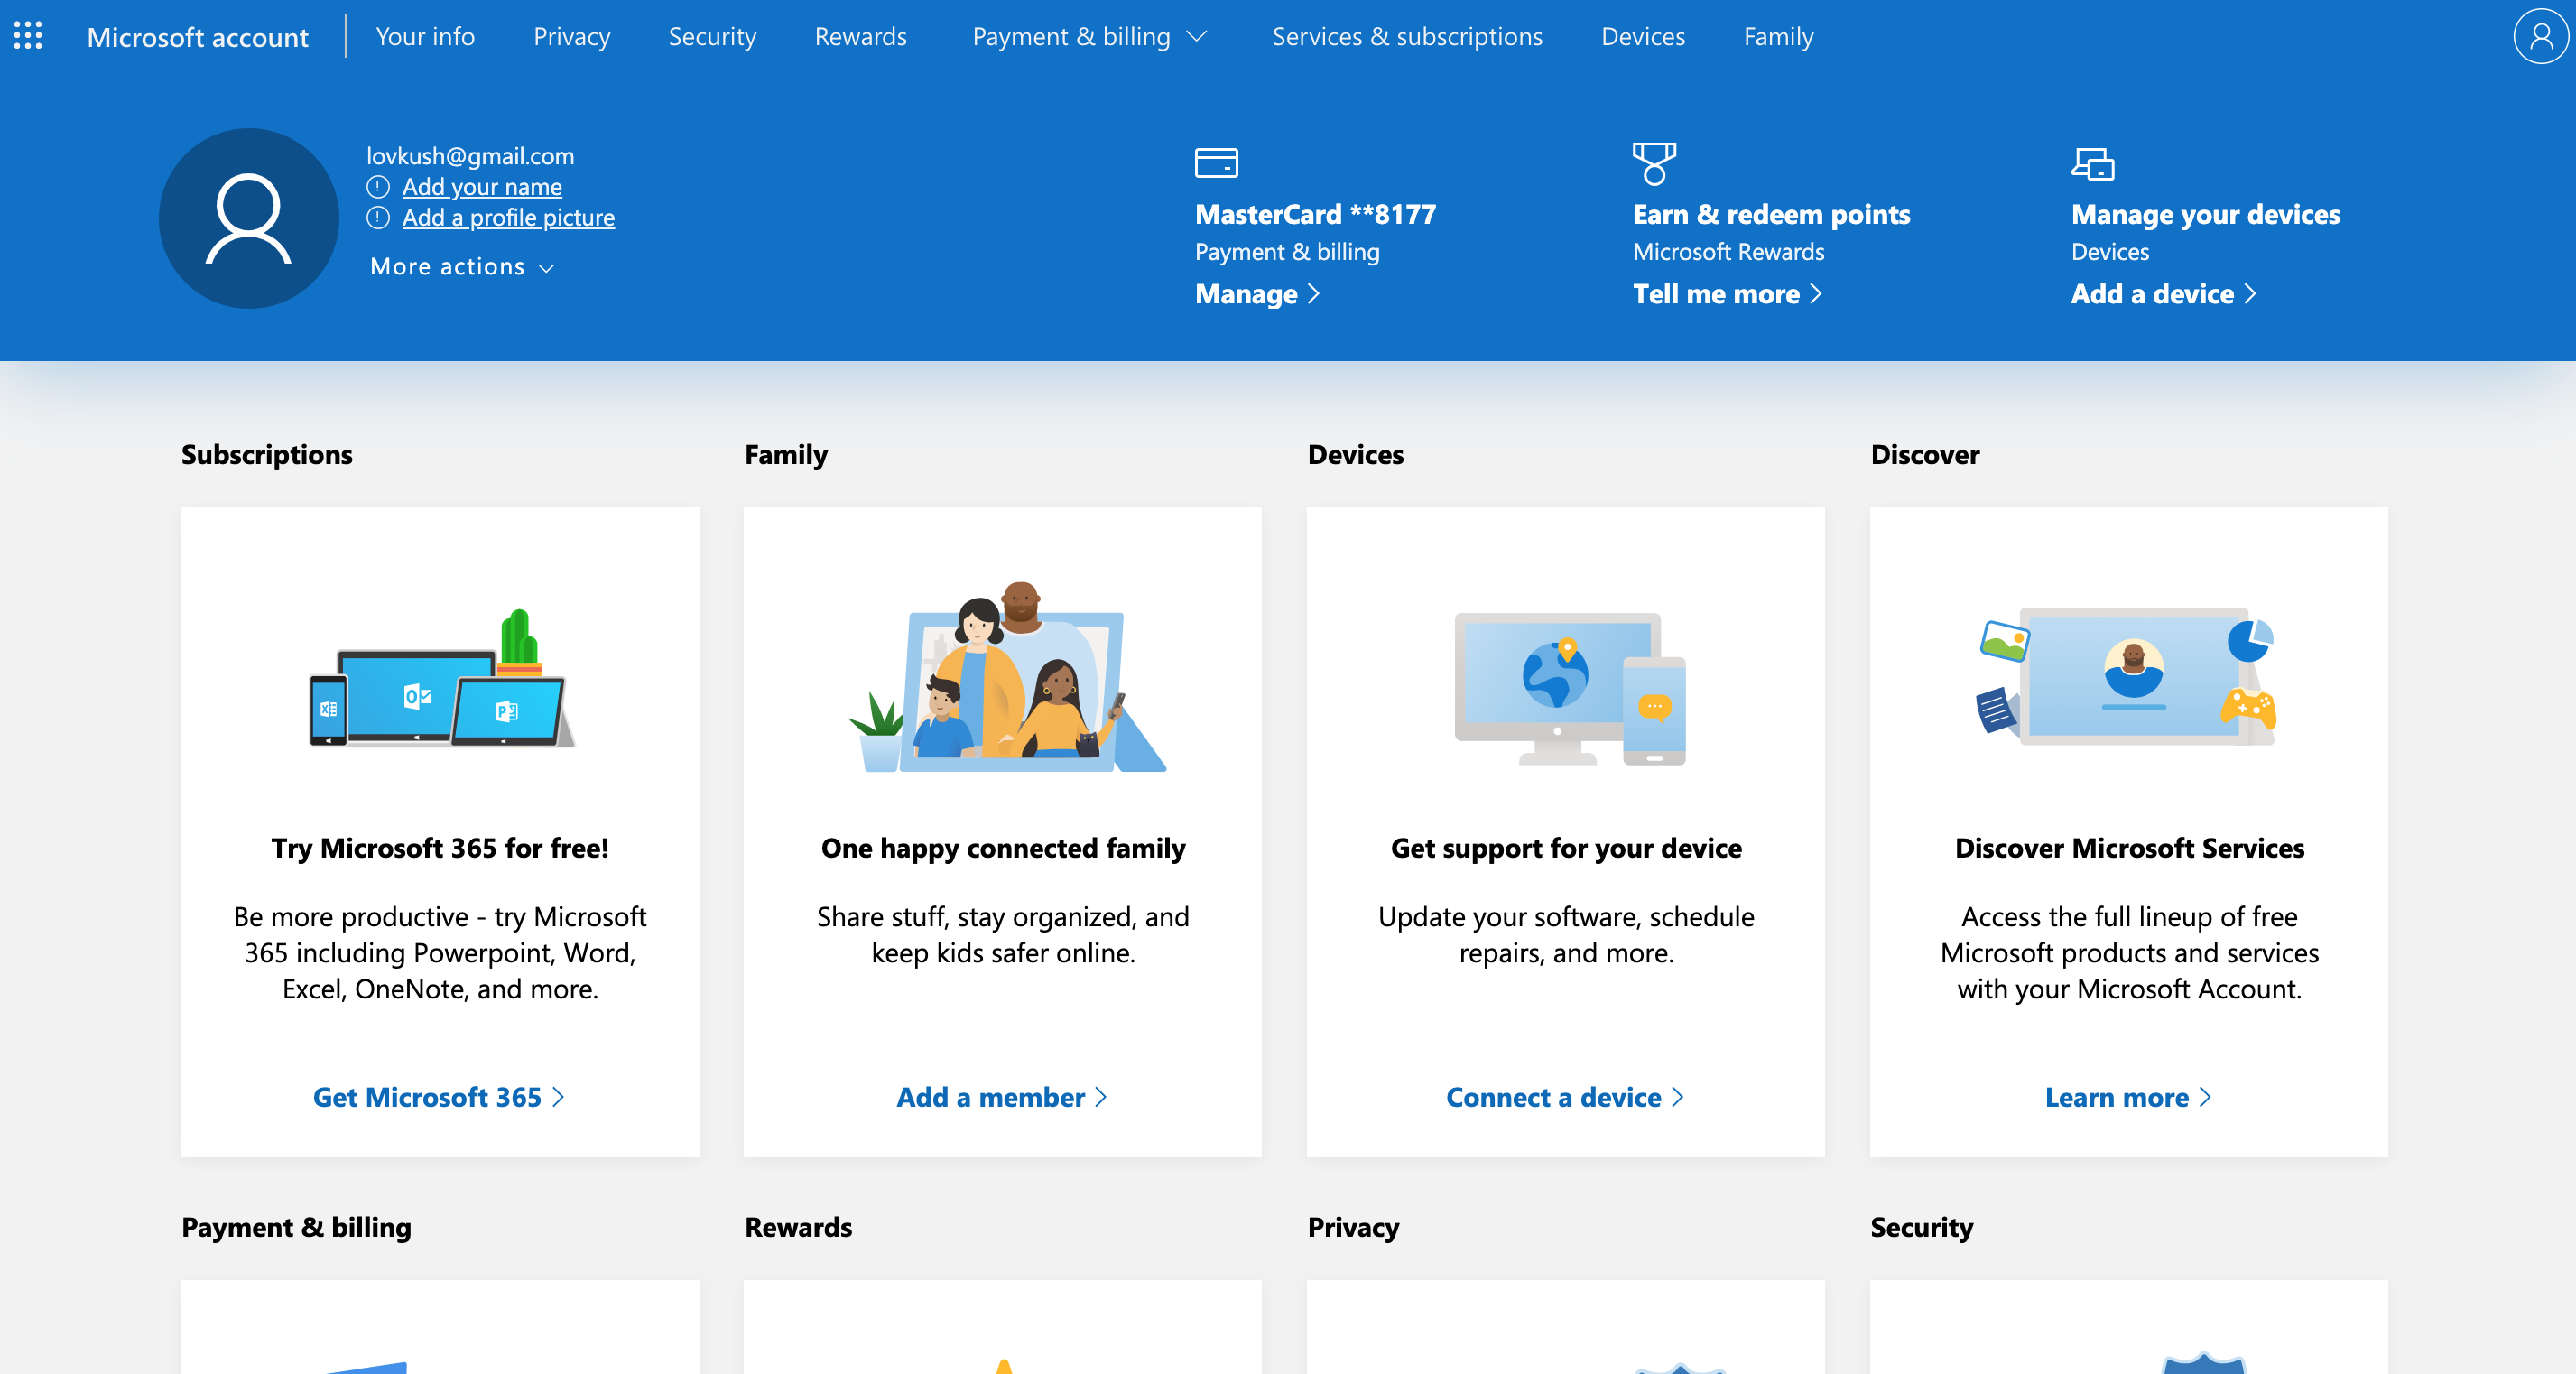 Microsoft account
Your info
Privacy
Security
Rewards
Payment & billing
Services & subscriptions
Devices
Family
lovkush@gmail.com
Add your name
Add a profile picture
More actions
MasterCard **8177
Payment & billing
Manage
Earn & redeem points
Microsoft Rewards
Tell me more
Manage your devices
Devices
Add a device
Subscriptions
Try Microsoft 365 for free!
Be more productive - try Microsoft
365 including Powerpoint, Word,
Excel, OneNote, and more.
Get Microsoft 365
Family
One happy connected family
Share stuff, stay organized, and
keep kids safer online.
Add a member
Devices
Get support for your device
Update your software, schedule
repairs, and more.
Connect a device
Discover
Discover Microsoft Services
Access the full lineup of free
Microsoft products and services
with your Microsoft Account.
Learn more
Payment & billing
Rewards
Privacy
Security